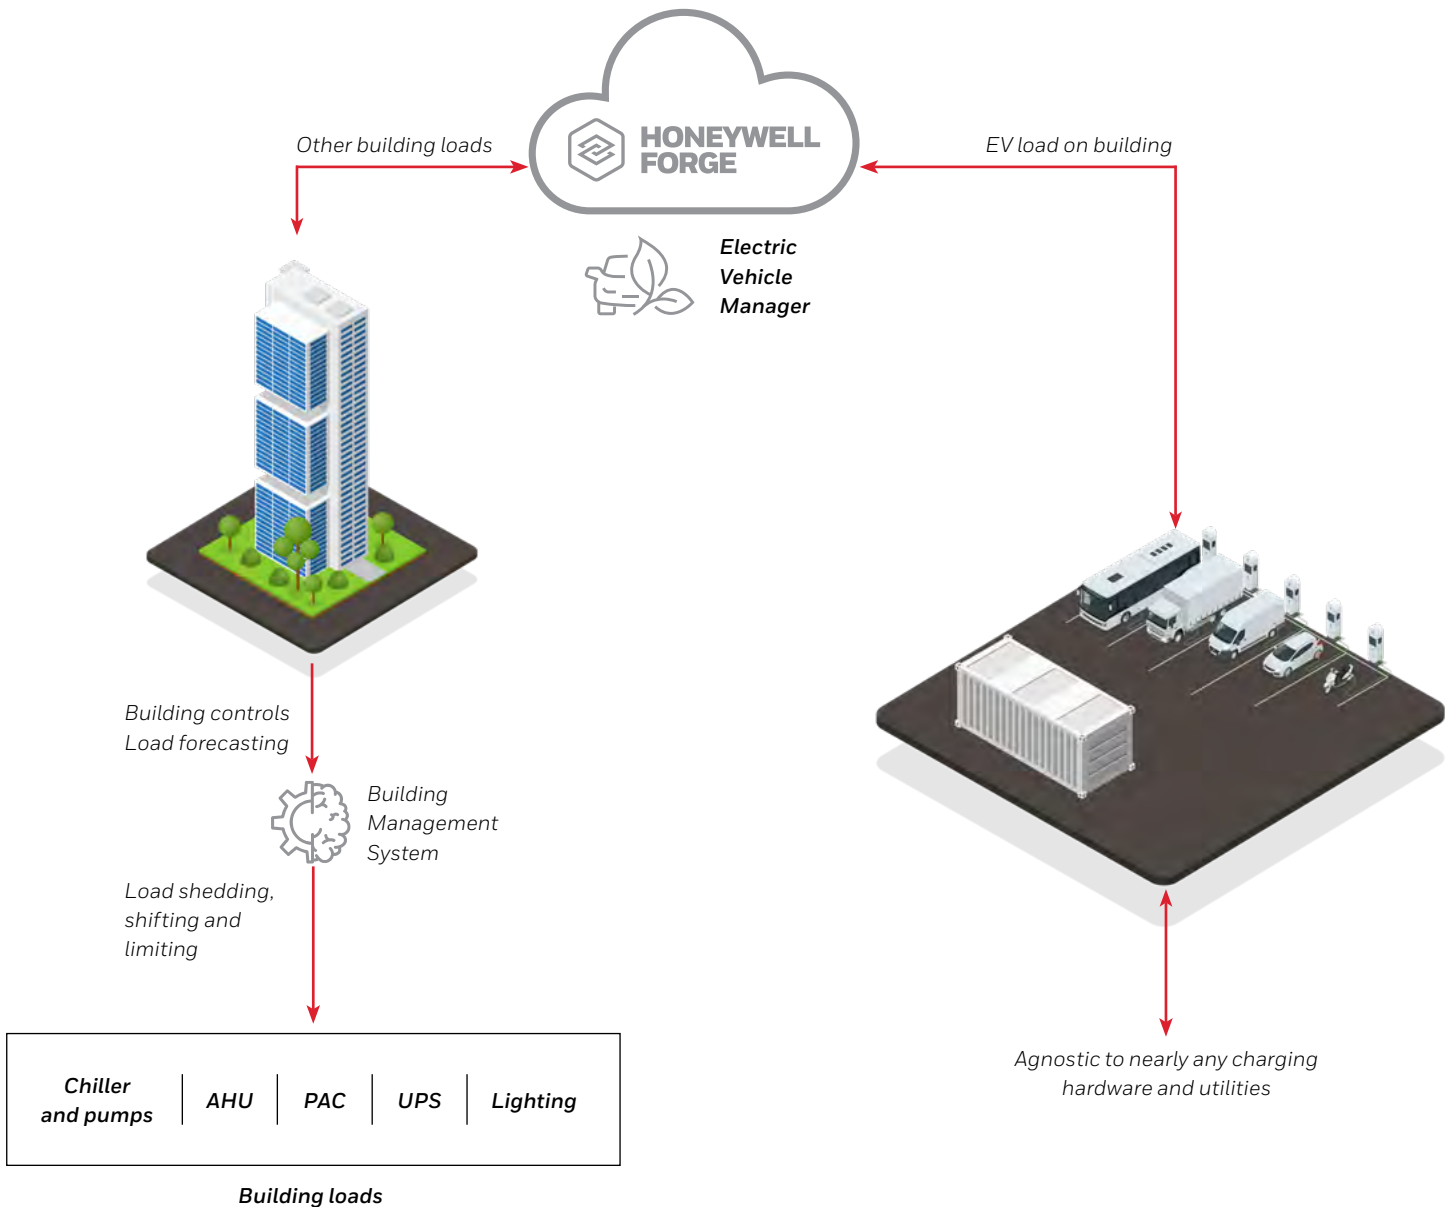 Other building loads
HONEYWELL
FORGE
EV load on building
Electric
Vehicle
Manager
Building controls
Load forecasting
Building
Management
System
Load shedding,
shifting and
limiting
Chiller
and pumps
AHU
PAC
UPS
Lighting
Building loads
Agnostic to nearly any charging
hardware and utilities